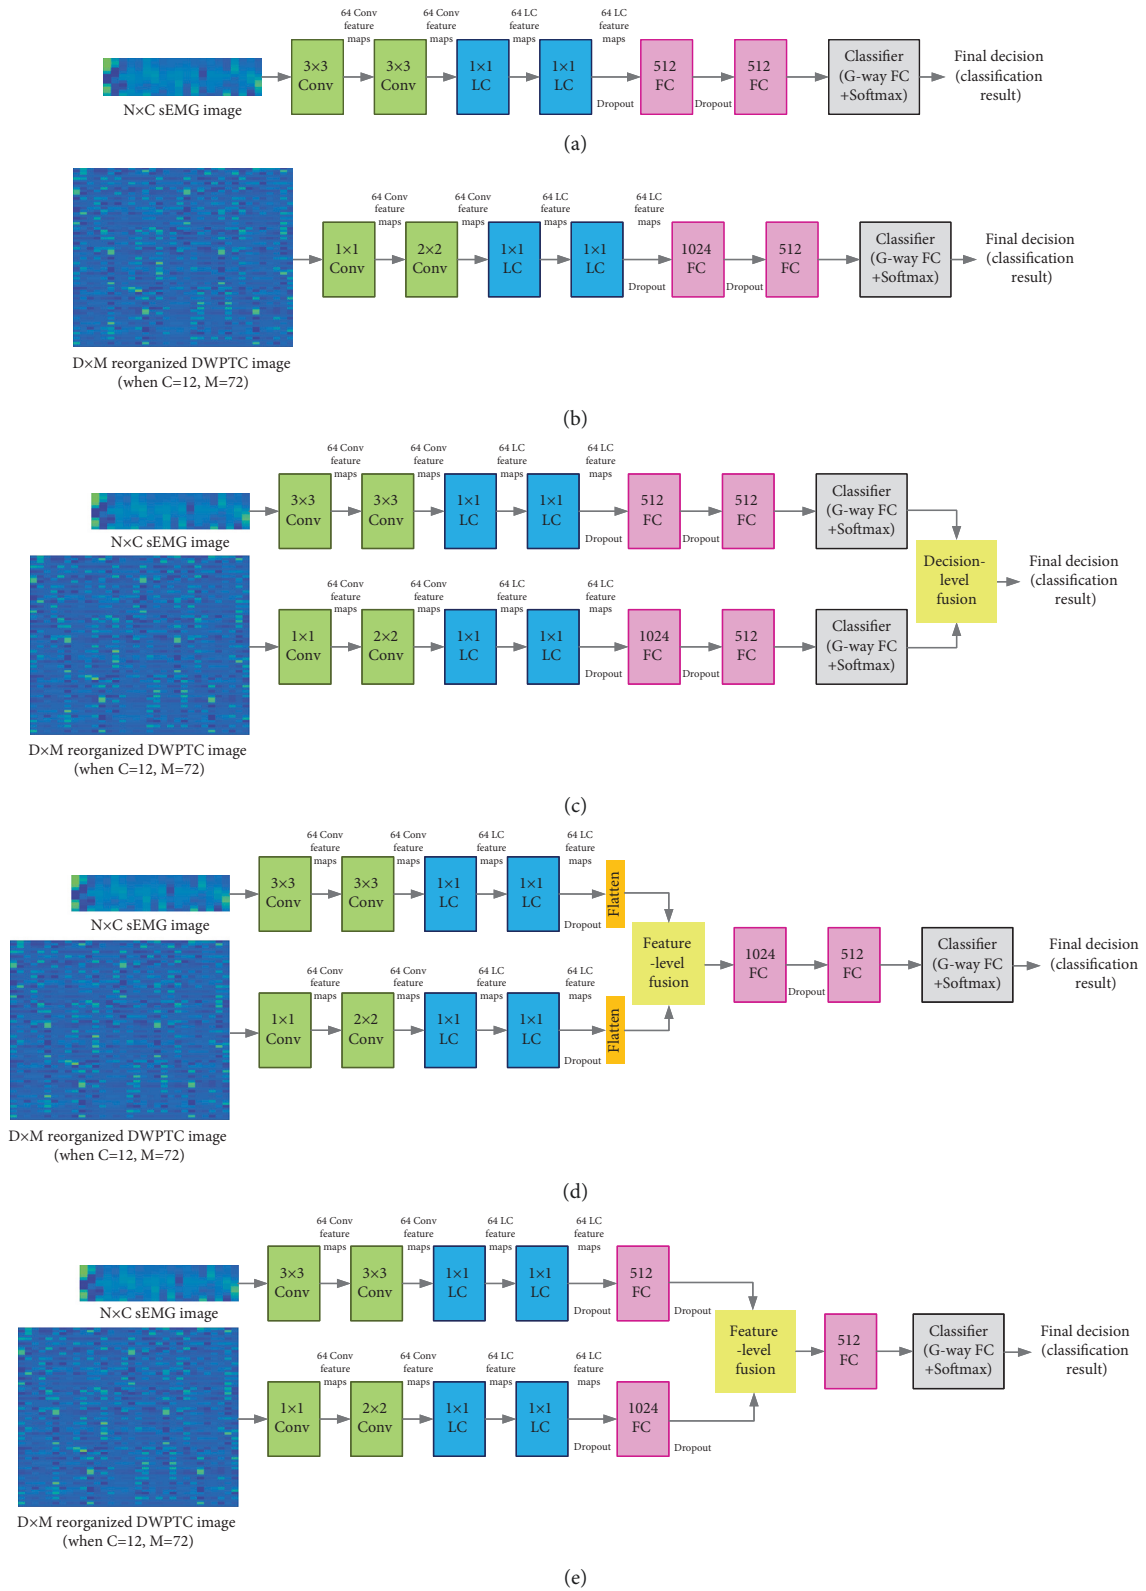 64 Conv
feature
maps
64 Conv
feature
maps
64 LC
feature
maps
64 LC
feature
maps
N×C sEMG image
3×3
Conv
3×3
Conv
1×1
LC
1×1
LC
Dropout
512
FC
Dropout
512
FC
Classifier
(G-way FC
+Softmax)
Final decision
(classification
result)
(a)
64 Conv
feature
maps
64 Conv
feature
maps
64 LC
feature
maps
64 LC
feature
maps
1×1
Conv
2×2
Conv
1×1
LC
1×1
LC
Dropout
1024
FC
Dropout
512
FC
Classifier
(G-way FC
+Softmax)
Final decision
(classification
result)
D×M reorganized DWPTC image
(when C=12, M=72)
(b)
64 Conv
feature
maps
64 Conv
feature
maps
64 LC
feature
maps
64 LC
feature
maps
N×C sEMG image
3×3
Conv
3×3
Conv
1×1
LC
1×1
LC
Dropout
512
FC
Dropout
512
FC
Classifier
(G-way FC
+Softmax)
Decision-
level
fusion
Final decision
(classification
result)
64 Conv
feature
maps
64 Conv
feature
maps
64 LC
feature
maps
64 LC
feature
maps
1×1
Conv
2×2
Conv
1×1
LC
1×1
LC
Dropout
1024
FC
Dropout
512
FC
Classifier
(G-way FC
+Softmax)
D×M reorganized DWPTC image
(when C=12, M=72)
(c)
64 Conv
feature
maps
64 Conv
feature
maps
64 LC
feature
maps
64 LC
feature
maps
N×C sEMG image
3×3
Conv
3×3
Conv
1×1
LC
1×1
LC
Dropout
Flatten
Feature
-level
fusion
1024
FC
Dropout
512
FC
Classifier
(G-way FC
+Softmax)
Final decision
(classification
result)
64 Conv
feature
maps
64 Conv
feature
maps
64 LC
feature
maps
64 LC
feature
maps
1×1
Conv
2×2
Conv
1×1
LC
1×1
LC
Dropout
Flatten
D×M reorganized DWPTC image
(when C=12, M=72)
(d)
64 Conv
feature
maps
64 Conv
feature
maps
64 LC
feature
maps
64 LC
feature
maps
N×C sEMG image
3×3
Conv
3×3
Conv
1×1
LC
1×1
LC
Dropout
512
FC
Dropout
Feature
-level
fusion
512
FC
Classifier
(G-way FC
+Softmax)
Final decision
(classification
result)
64 Conv
feature
maps
64 Conv
feature
maps
64 LC
feature
maps
64 LC
feature
maps
1×1
Conv
2×2
Conv
1×1
LC
1×1
LC
Dropout
1024
FC
Dropout
D×M reorganized DWPTC image
(when C=12, M=72)
(e)